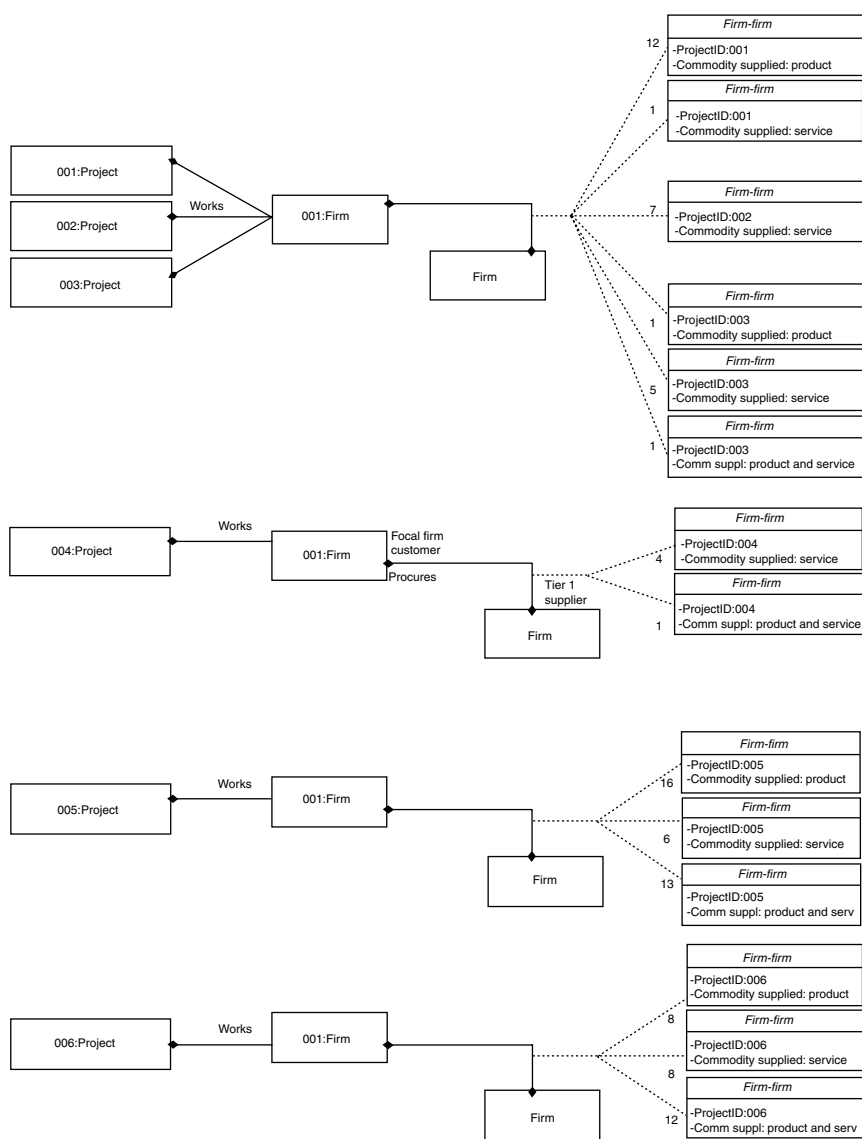 Firm-firm
12
-ProjectID:001
-Commodity supplied: product
Firm-firm
1
-ProjectID:001
-Commodity supplied: service
001:Project
002:Project
003:Project
Works
001:Firm
Firm
Firm-firm
7
-ProjectID:002
-Commodity supplied: service
Firm-firm
1
-ProjectID:003
-Commodity supplied: product
Firm-firm
5
-ProjectID:003
-Commodity supplied: service
Firm-firm
1
-ProjectID:003
-Comm suppl: product and service
004:Project
Works
001:Firm
Focal firm
customer
Procures
Tier 1
supplier
Firm
Firm-firm
4
-ProjectID:004
-Commodity supplied: service
Firm-firm
1
-ProjectID:004
-Comm suppl: product and service
005:Project
Works
001:Firm
Firm
Firm-firm
16
-ProjectID:005
-Commodity supplied: product
Firm-firm
6
-ProjectID:005
-Commodity supplied: service
Firm-firm
13
-ProjectID:005
-Comm suppl: product and serv
006:Project
Works
001:Firm
Firm
Firm-firm
8
-ProjectID:006
-Commodity supplied: product
Firm-firm
8
-ProjectID:006
-Commodity supplied: service
Firm-firm
12
-ProjectID:006
-Comm suppl: product and serv